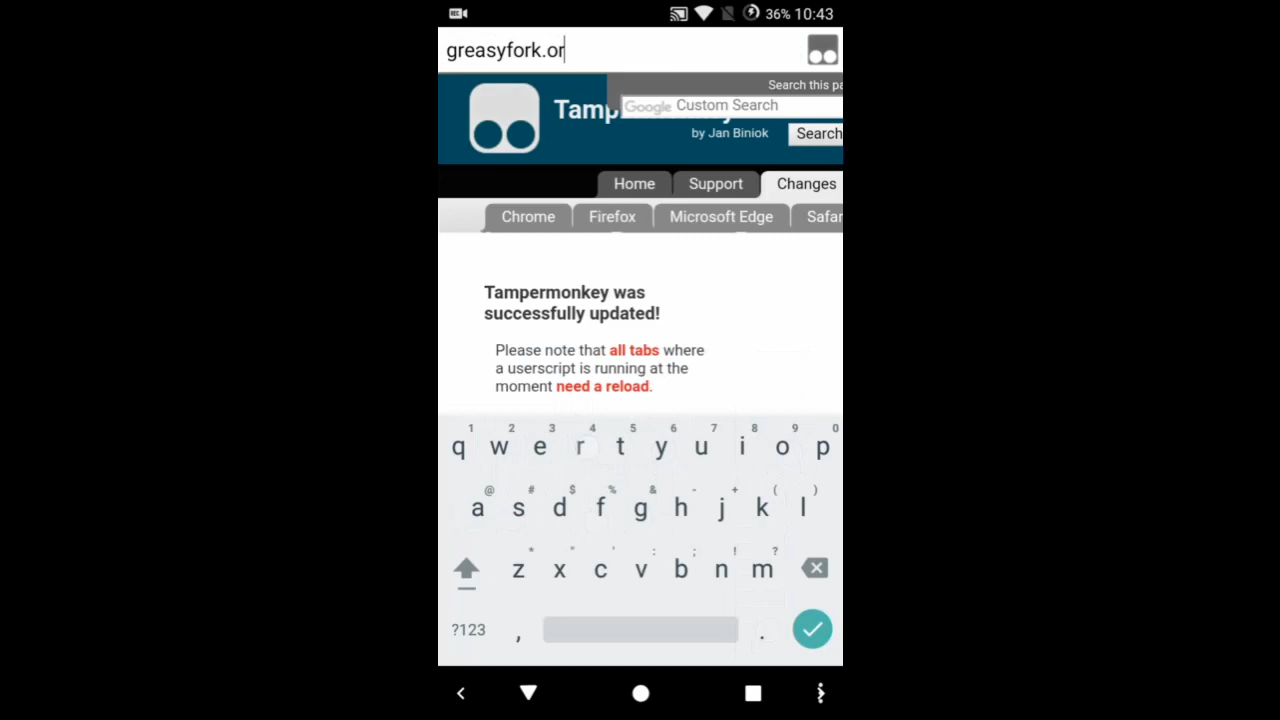 REC 36% 10:43
greasyfork.or
Search this pa
Google Custom Search
Tamp
by Jan Biniok Search
Home Support Changes
Chrome Firefox Microsoft Edge Safar
Tampermonkey was
successfully updated!
Please note that all tabs where
a userscript is running at the
moment need a reload.
1 2 3 4 5 6 7 8 9 0
q w e r t y u i o p
@ # $ % & - + ( )
a s d f g h j k l
* " ' : ; ! ?
z x c v b n m
?123 , .